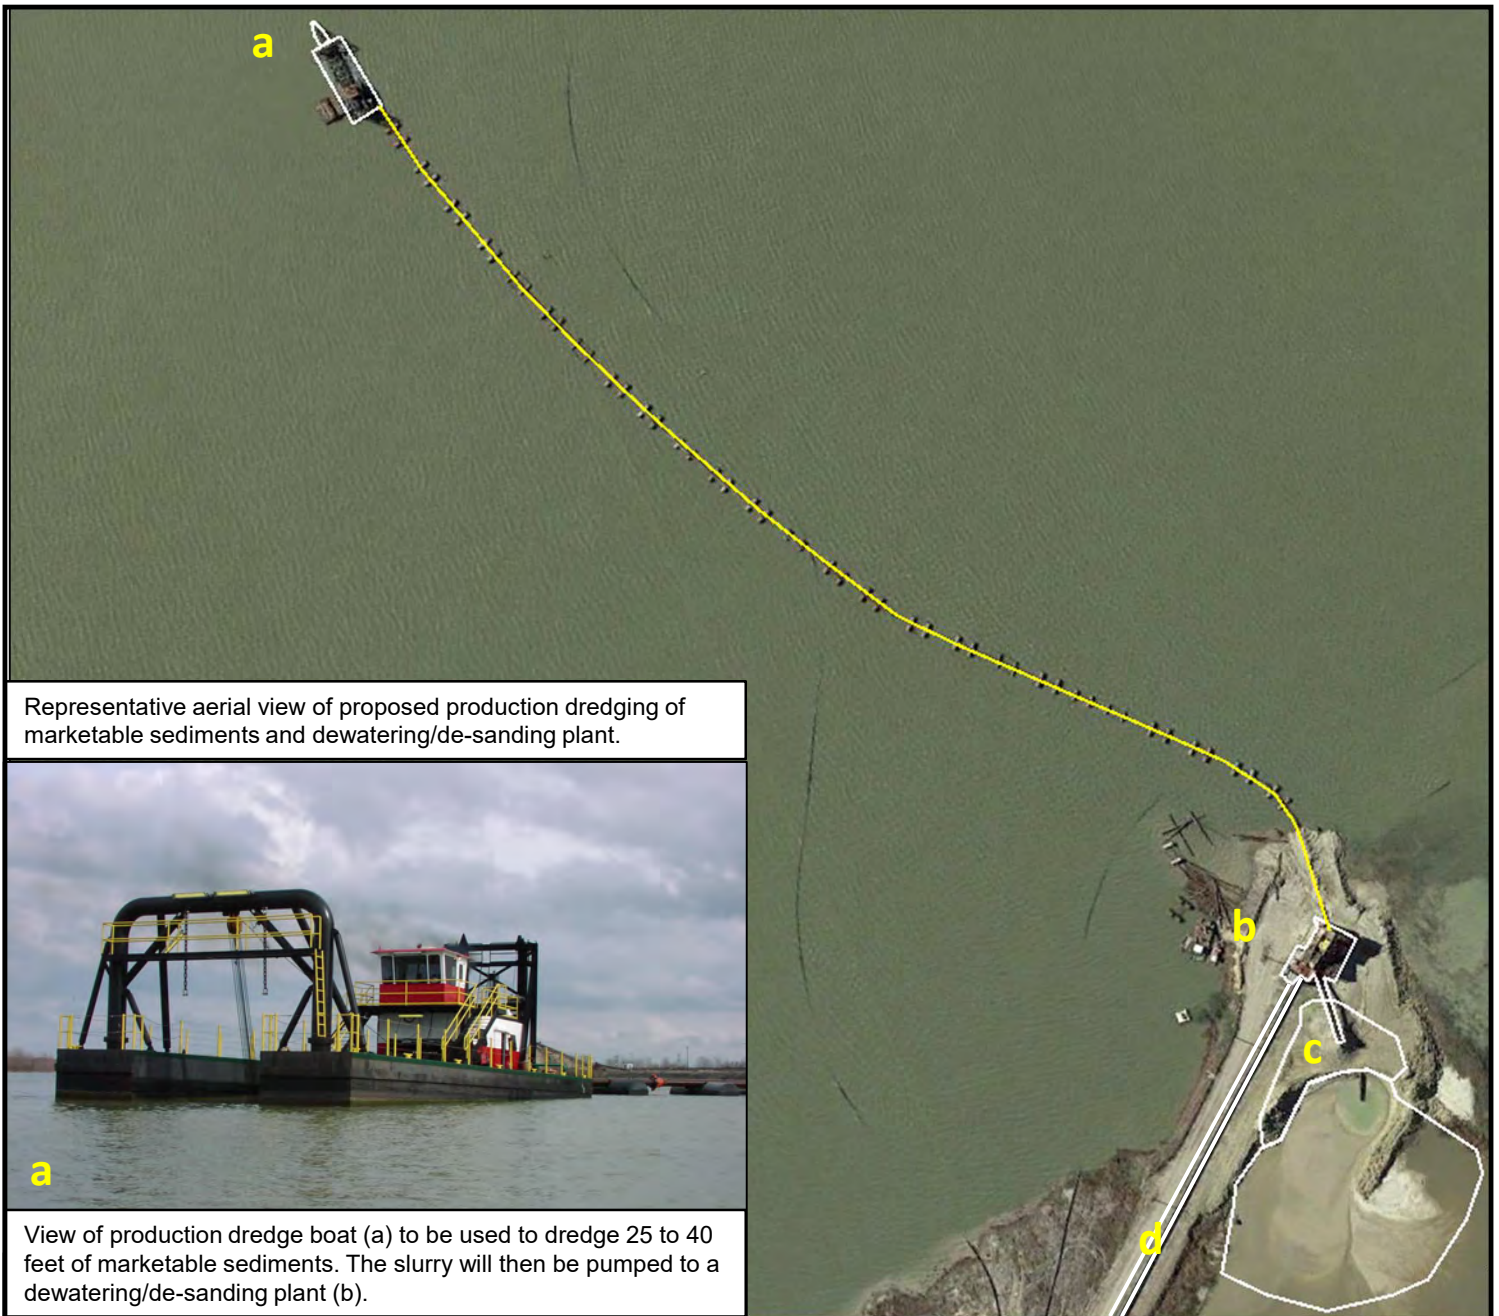 a
Representative aerial view of proposed production dredging of
marketable sediments and dewatering/de-sanding plant.
b
c
a
d
View of production dredge boat (a) to be used to dredge 25 to 40
feet of marketable sediments. The slurry will then be pumped to a
dewatering/de-sanding plant (b).